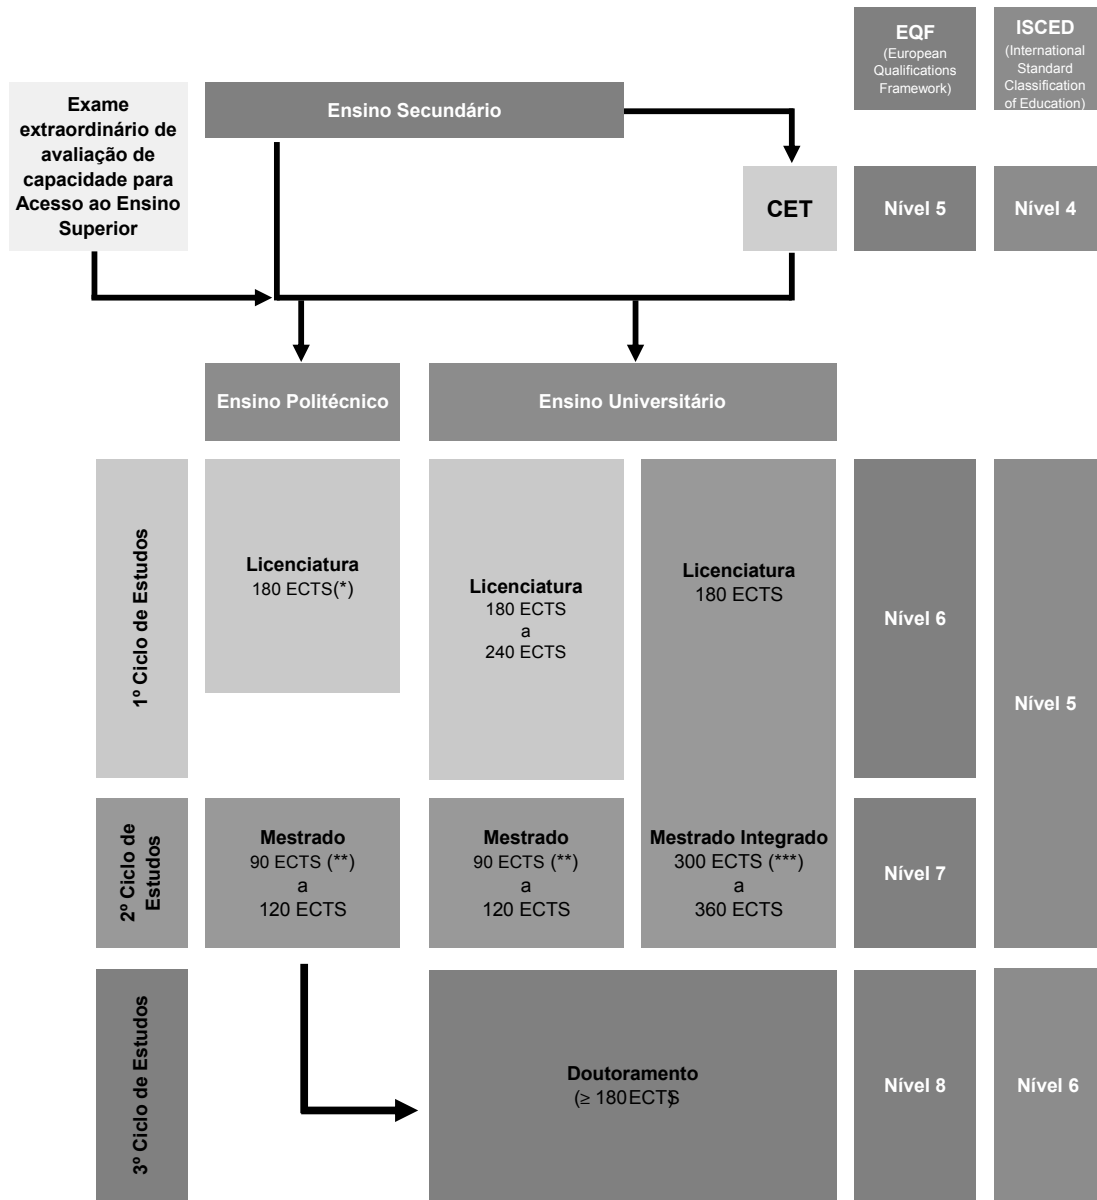 EQF
(European
Qualifications
Framework)
ISCED
(International
Standard
Classification
of Education)
Exame
extraordinário de
avaliação de
capacidade para
Acesso ao Ensino
Superior
Ensino Secundário
CET
Nível 5
Nível 4
Ensino Politécnico
Ensino Universitário
1º Ciclo de Estudos
Licenciatura
180 ECTS(*)
Licenciatura
180 ECTS
a
240 ECTS
Licenciatura
180 ECTS
Nível 6
Nível 5
2º Ciclo de
Estudos
Mestrado
90 ECTS (**)
a
120 ECTS
Mestrado
90 ECTS (**)
a
120 ECTS
Mestrado Integrado
300 ECTS (***)
a
360 ECTS
Nível 7
3º Ciclo de Estudos
Doutoramento
(≥ 180ECTS)
Nível 8
Nível 6